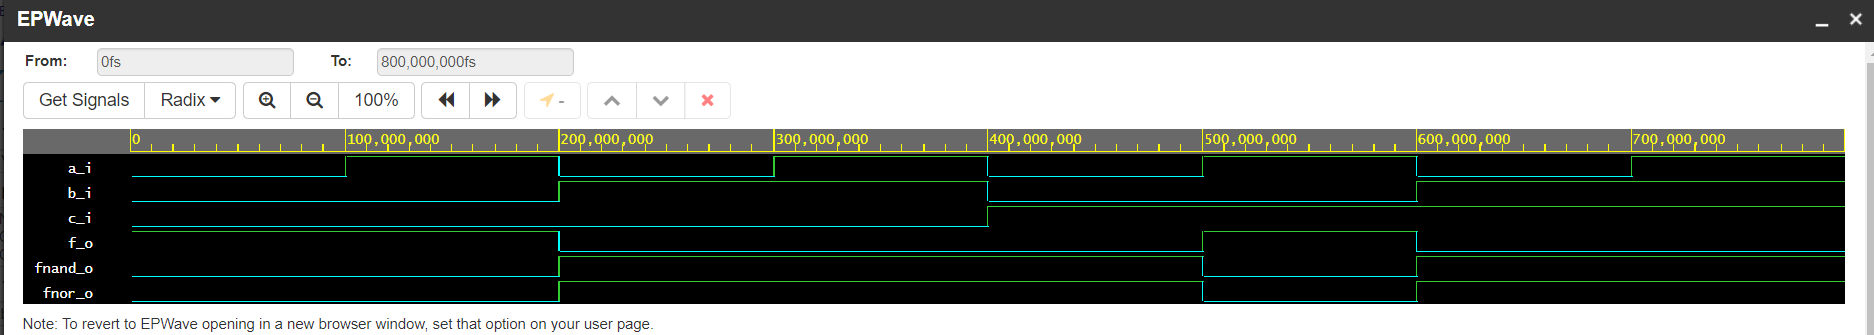 EPWave
From: 0fs To: 800,000,000fs
Get Signals Radix 100% -
0 100,000,000 200,000,000 300,000,000 400,000,000 500,000,000 600,000,000 700,000,000
a_i
b_i
c_i
f_o
fnand_o
fnor_o
Note: To revert to EPWave opening in a new browser window, set that option on your user page.